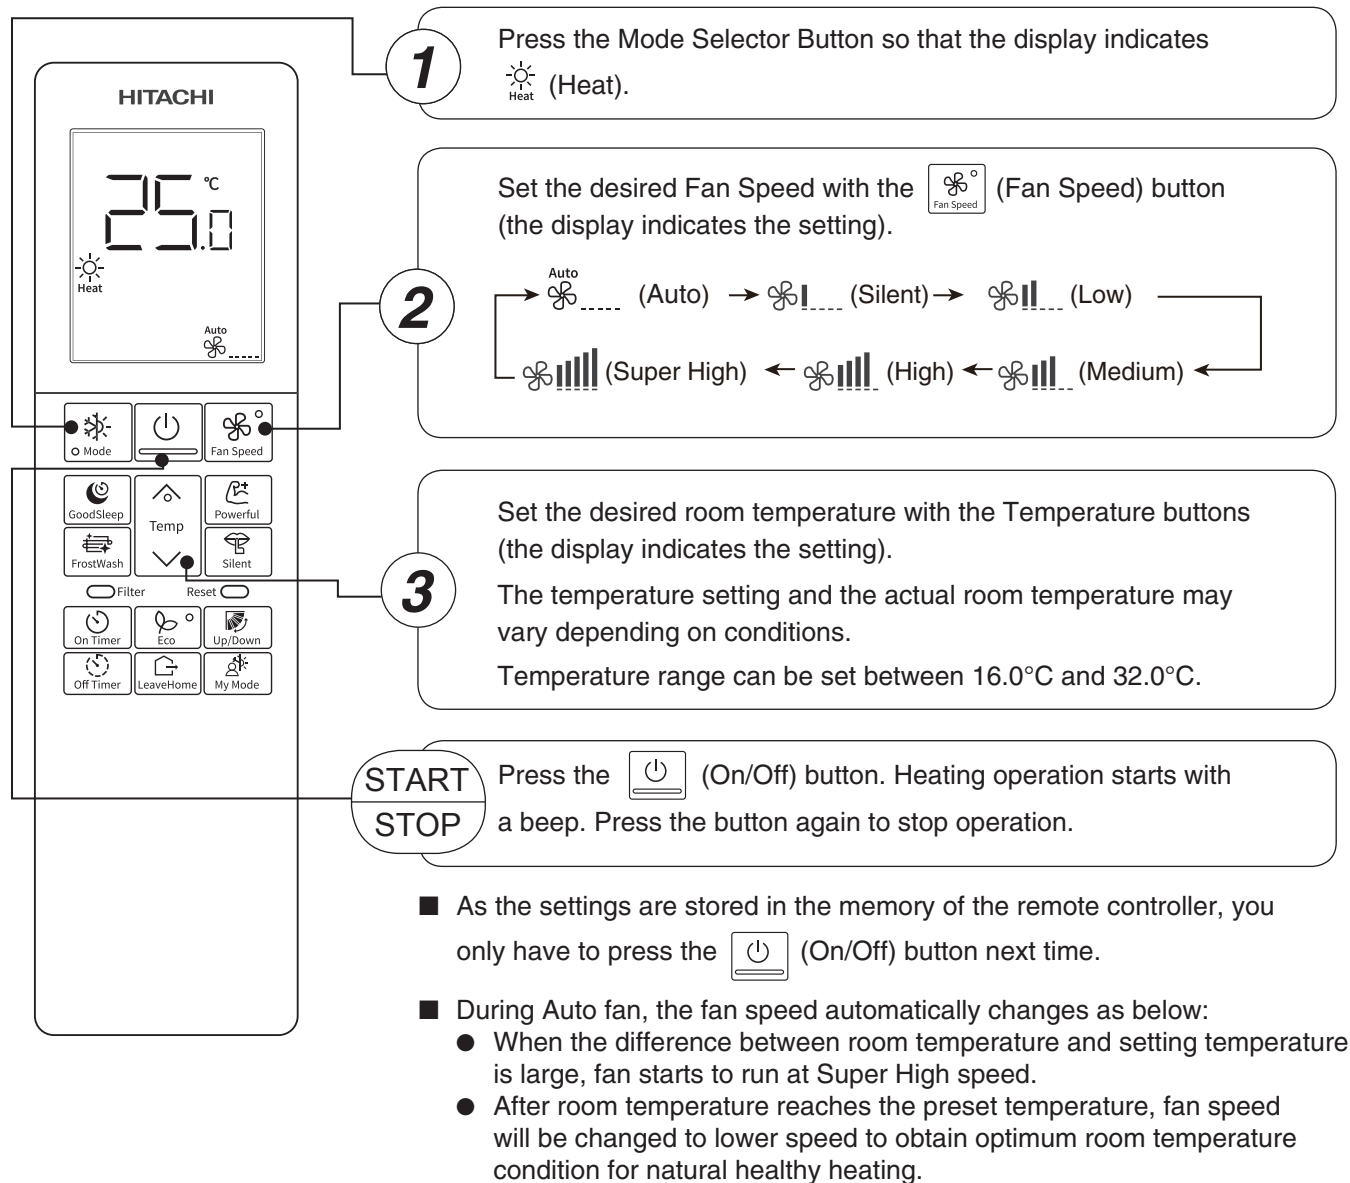 HITACHI
25.0 °C
Heat
Auto
Mode
Fan Speed
GoodSleep
Temp
Powerful
FrostWash
Silent
Filter
Reset
On Timer
Eco
Up/Down
Off Timer
LeaveHome
My Mode
1
Press the Mode Selector Button so that the display indicates
Heat (Heat).
2
Set the desired Fan Speed with the Fan Speed (Fan Speed) button
(the display indicates the setting).
Auto
(Auto) (Silent) (Low)
(Super High) (High) (Medium)
3
Set the desired room temperature with the Temperature buttons
(the display indicates the setting).
The temperature setting and the actual room temperature may
vary depending on conditions.
Temperature range can be set between 16.0°C and 32.0°C.
START
STOP
Press the (On/Off) button. Heating operation starts with
a beep. Press the button again to stop operation.
■ As the settings are stored in the memory of the remote controller, you
only have to press the (On/Off) button next time.
■ During Auto fan, the fan speed automatically changes as below:
● When the difference between room temperature and setting temperature
is large, fan starts to run at Super High speed.
● After room temperature reaches the preset temperature, fan speed
will be changed to lower speed to obtain optimum room temperature
condition for natural healthy heating.